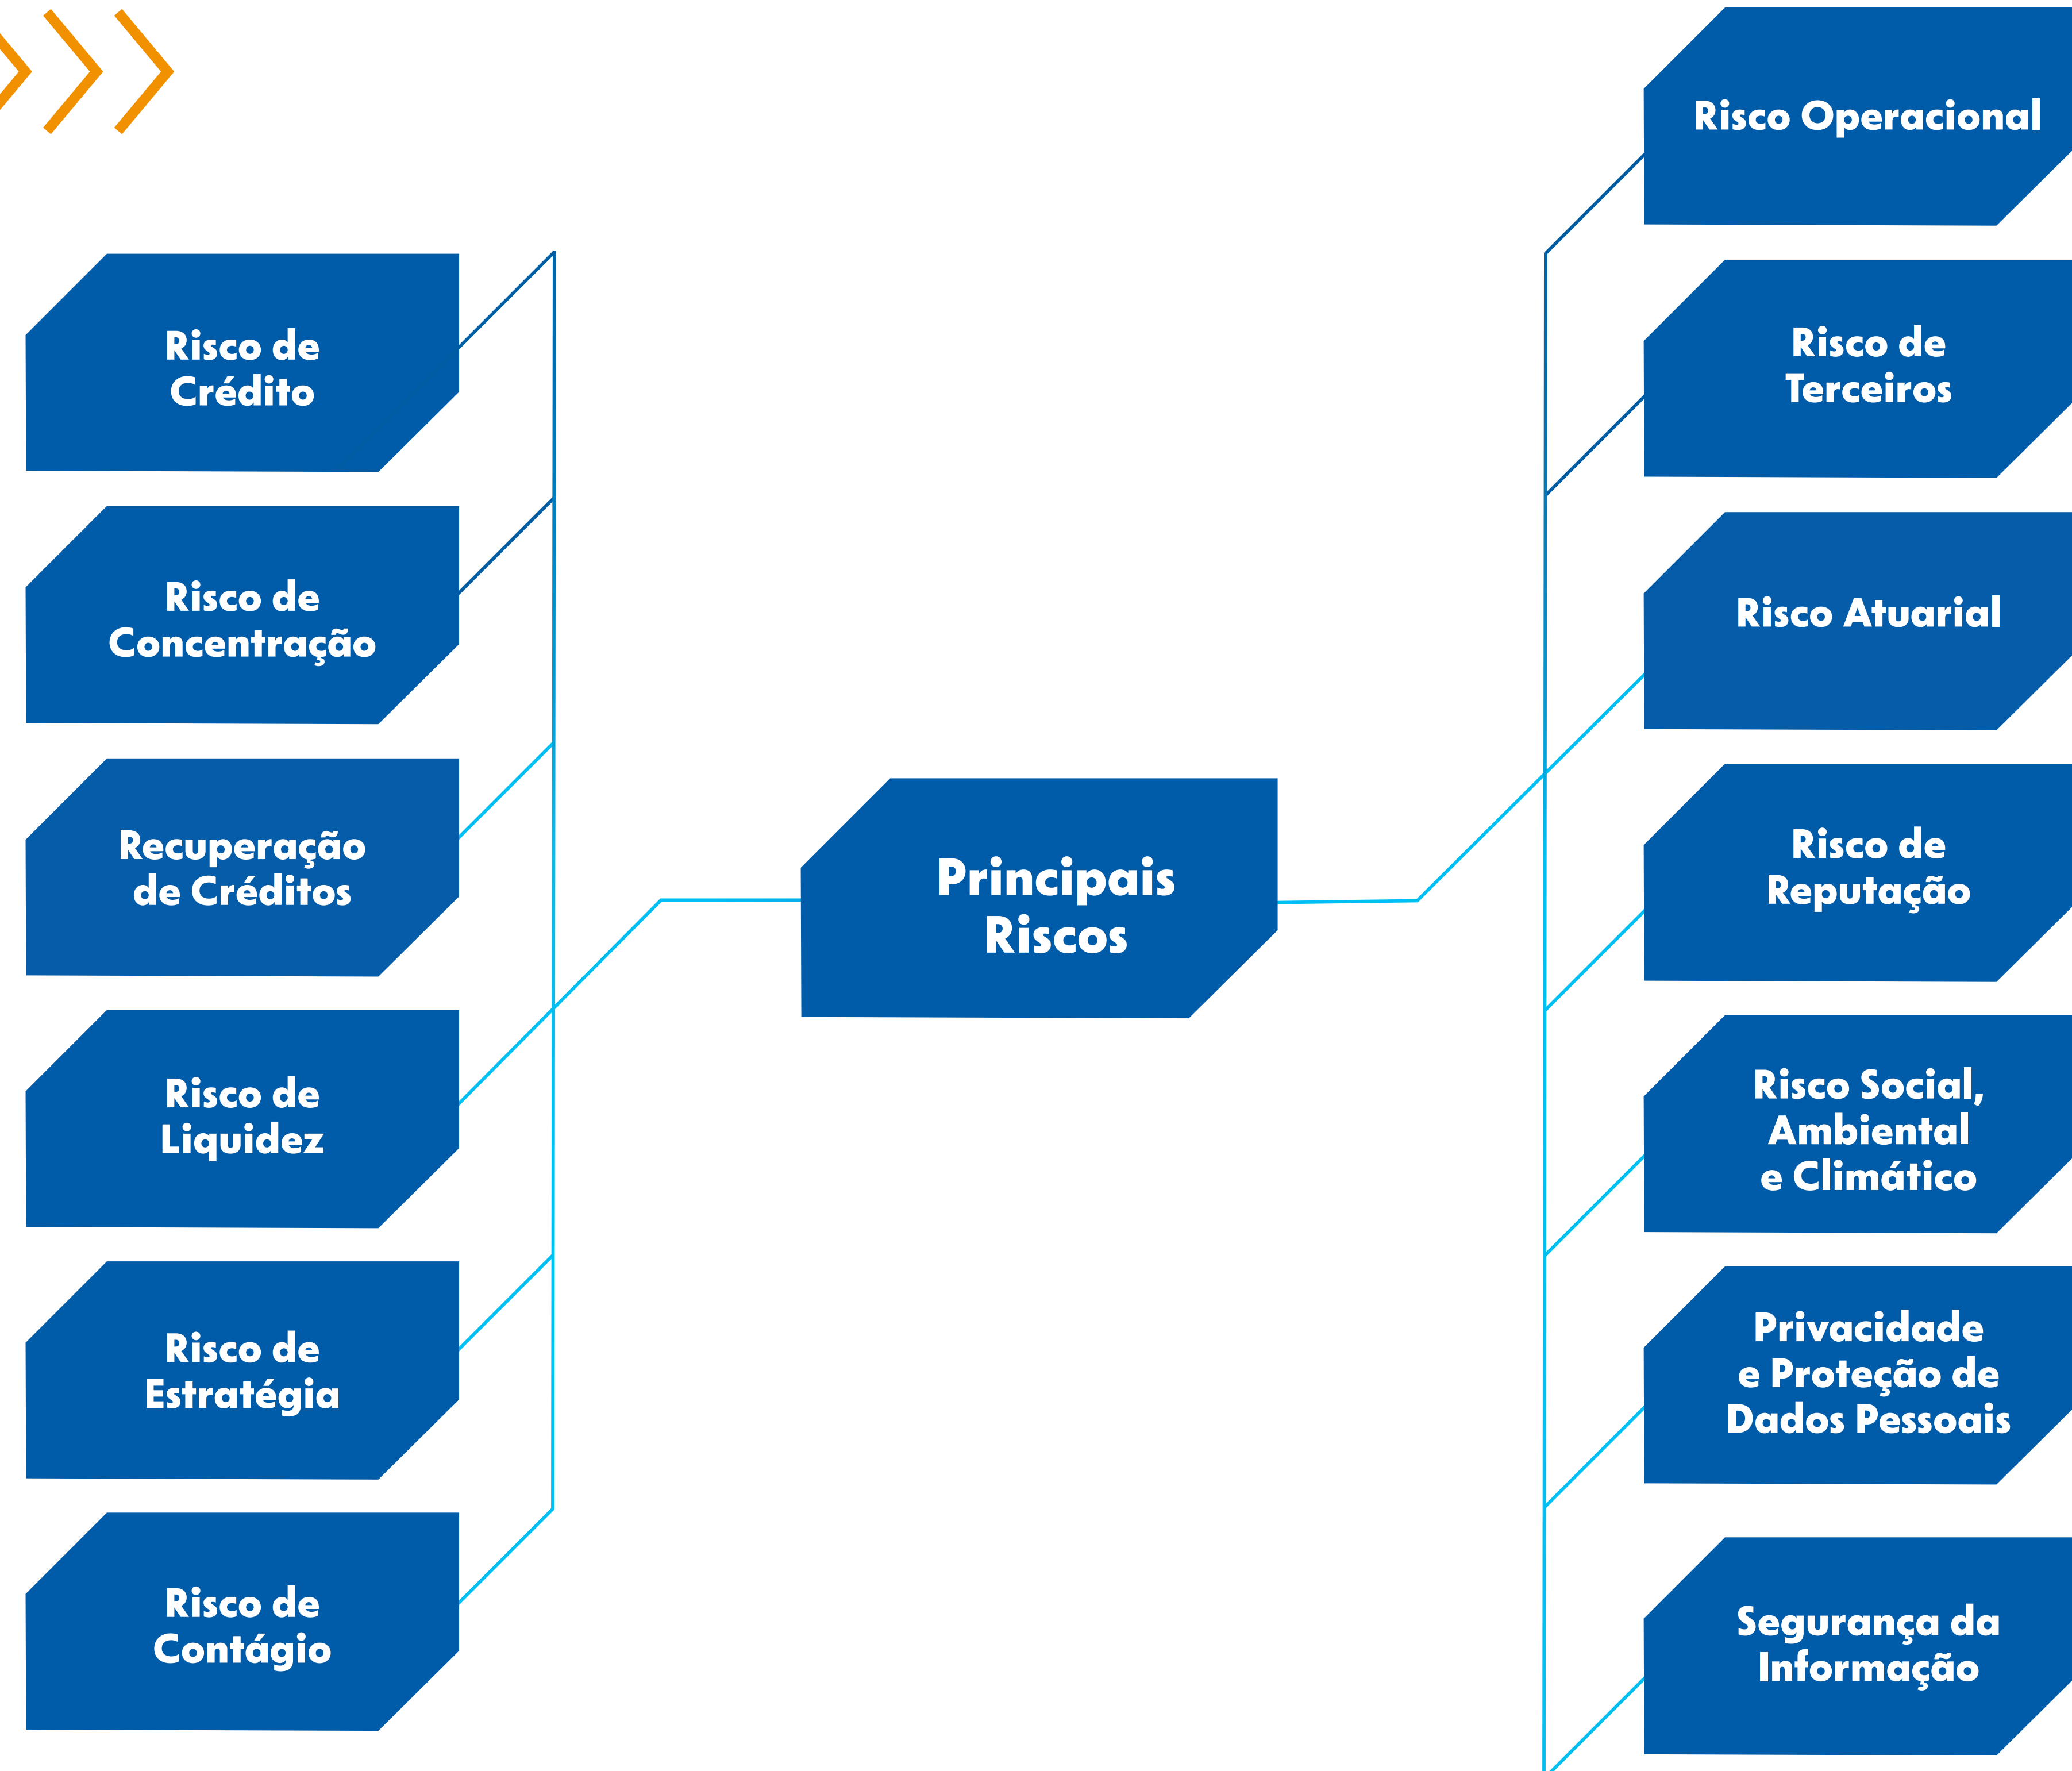 Risco de
Crédito
Risco de
Concentração
Recuperação
de Créditos
Risco de
Liquidez
Risco de
Estratégia
Risco de
Contágio
Principais
Riscos
Risco Operacional
Risco de
Terceiros
Risco Atuarial
Risco de
Reputação
Risco Social,
Ambiental
e Climático
Privacidade
e Proteção de
Dados Pessoais
Segurança da
Informação